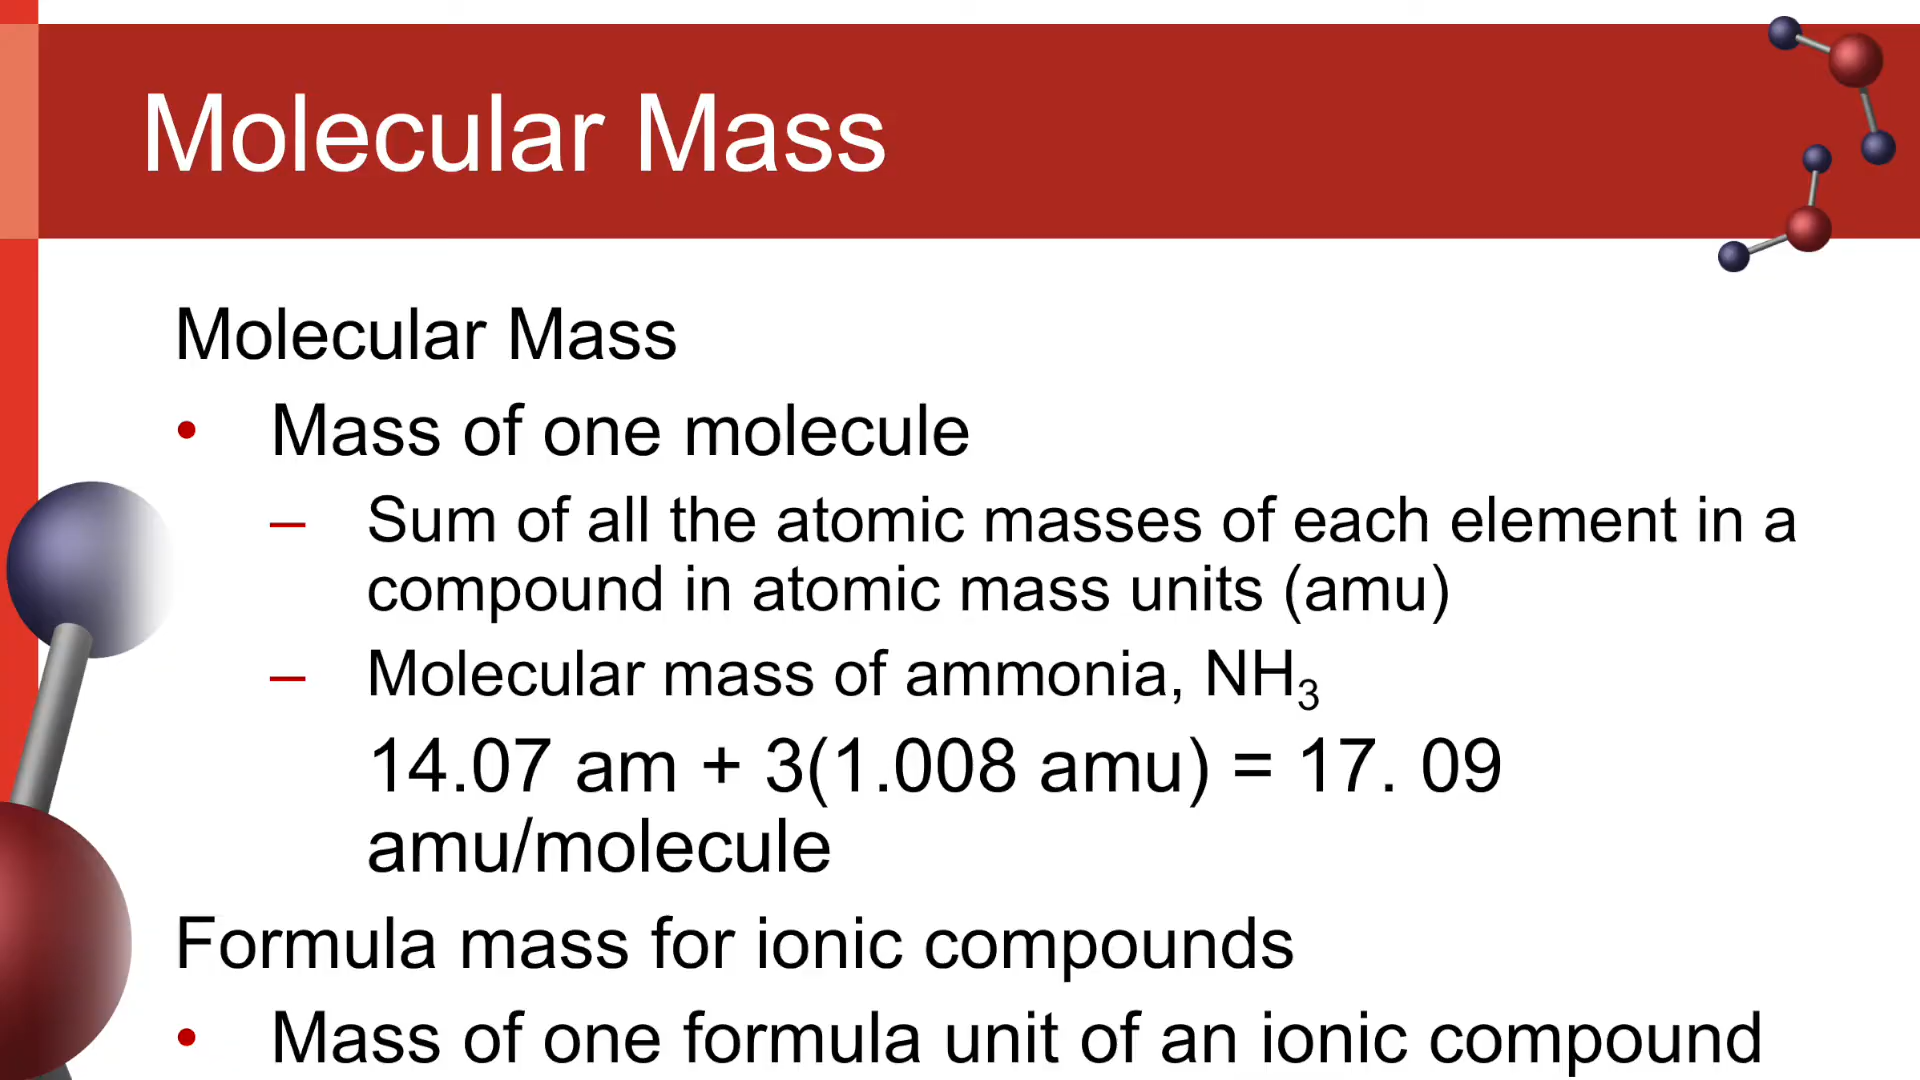 Molecular Mass
Molecular Mass
• Mass of one molecule
– Sum of all the atomic masses of each element in a
compound in atomic mass units (amu)
– Molecular mass of ammonia, NH₃
14.07 am + 3(1.008 amu) = 17. 09
amu/molecule
Formula mass for ionic compounds
• Mass of one formula unit of an ionic compound